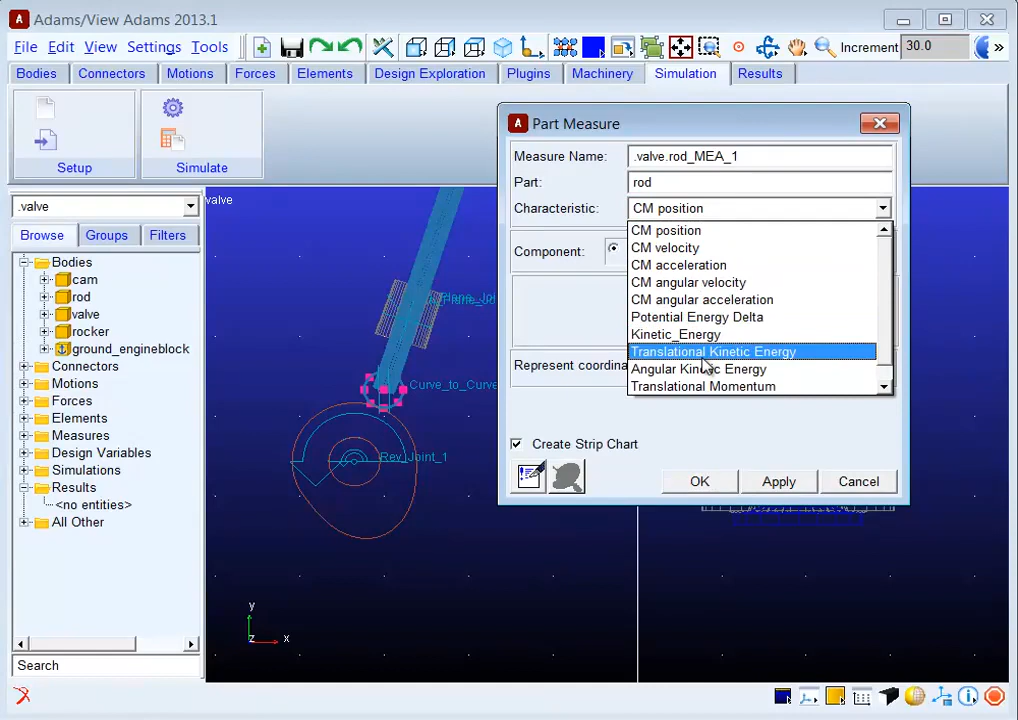 Adams/View Adams 2013.1
File Edit View Settings Tools
Increment 30.0 »
Bodies Connectors Motions Forces Elements Design Exploration Plugins Machinery Simulation Results
Setup Simulate
.valve
Browse Groups Filters
Bodies
cam
rod
valve
rocker
ground_engineblock
Connectors
Motions
Forces
Elements
Measures
Design Variables
Simulations
Results
<no entities>
All Other
Search
valve
Curve_to_Curve
Rev_Joint_1
y
z x
Part Measure
Measure Name: .valve.rod_MEA_1
Part: rod
Characteristic: CM position
Component:
CM position
CM velocity
CM acceleration
CM angular velocity
CM angular acceleration
Potential Energy Delta
Kinetic_Energy
Translational Kinetic Energy
Angular Kinetic Energy
Translational Momentum
Represent coordina
Create Strip Chart
OK Apply Cancel